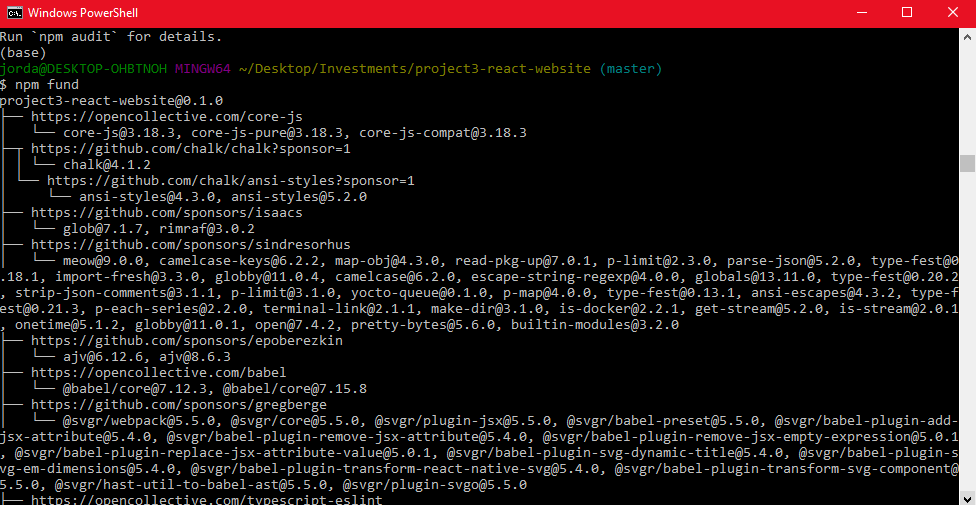 Windows PowerShell
Run `npm audit` for details.
(base)
jorda@DESKTOP-OHBTNOH MINGW64 ~/Desktop/Investments/project3-react-website (master)
$ npm fund
project3-react-website@0.1.0
├── https://opencollective.com/core-js
│   └── core-js@3.18.3, core-js-pure@3.18.3, core-js-compat@3.18.3
├─┬ https://github.com/chalk/chalk?sponsor=1
│ │ └── chalk@4.1.2
│ └── https://github.com/chalk/ansi-styles?sponsor=1
│     └── ansi-styles@4.3.0, ansi-styles@5.2.0
├── https://github.com/sponsors/isaacs
│   └── glob@7.1.7, rimraf@3.0.2
├── https://github.com/sponsors/sindresorhus
│   └── meow@9.0.0, camelcase-keys@6.2.2, map-obj@4.3.0, read-pkg-up@7.0.1, p-limit@2.3.0, parse-json@5.2.0, type-fest@0
.18.1, import-fresh@3.3.0, globby@11.0.4, camelcase@6.2.0, escape-string-regexp@4.0.0, globals@13.11.0, type-fest@0.20.2
, strip-json-comments@3.1.1, p-limit@3.1.0, yocto-queue@0.1.0, p-map@4.0.0, type-fest@0.13.1, ansi-escapes@4.3.2, type-f
est@0.21.3, p-each-series@2.2.0, terminal-link@2.1.1, make-dir@3.1.0, is-docker@2.2.1, get-stream@5.2.0, is-stream@2.0.1
, onetime@5.1.2, globby@11.0.1, open@7.4.2, pretty-bytes@5.6.0, builtin-modules@3.2.0
├── https://github.com/sponsors/epoberezkin
│   └── ajv@6.12.6, ajv@8.6.3
├── https://opencollective.com/babel
│   └── @babel/core@7.12.3, @babel/core@7.15.8
├── https://github.com/sponsors/gregberge
│   └── @svgr/webpack@5.5.0, @svgr/core@5.5.0, @svgr/plugin-jsx@5.5.0, @svgr/babel-preset@5.5.0, @svgr/babel-plugin-add-
jsx-attribute@5.4.0, @svgr/babel-plugin-remove-jsx-attribute@5.4.0, @svgr/babel-plugin-remove-jsx-empty-expression@5.0.1
, @svgr/babel-plugin-replace-jsx-attribute-value@5.0.1, @svgr/babel-plugin-svg-dynamic-title@5.4.0, @svgr/babel-plugin-s
vg-em-dimensions@5.4.0, @svgr/babel-plugin-transform-react-native-svg@5.4.0, @svgr/babel-plugin-transform-svg-component@
5.5.0, @svgr/hast-util-to-babel-ast@5.5.0, @svgr/plugin-svgo@5.5.0
├── https://opencollective.com/typescript-eslint